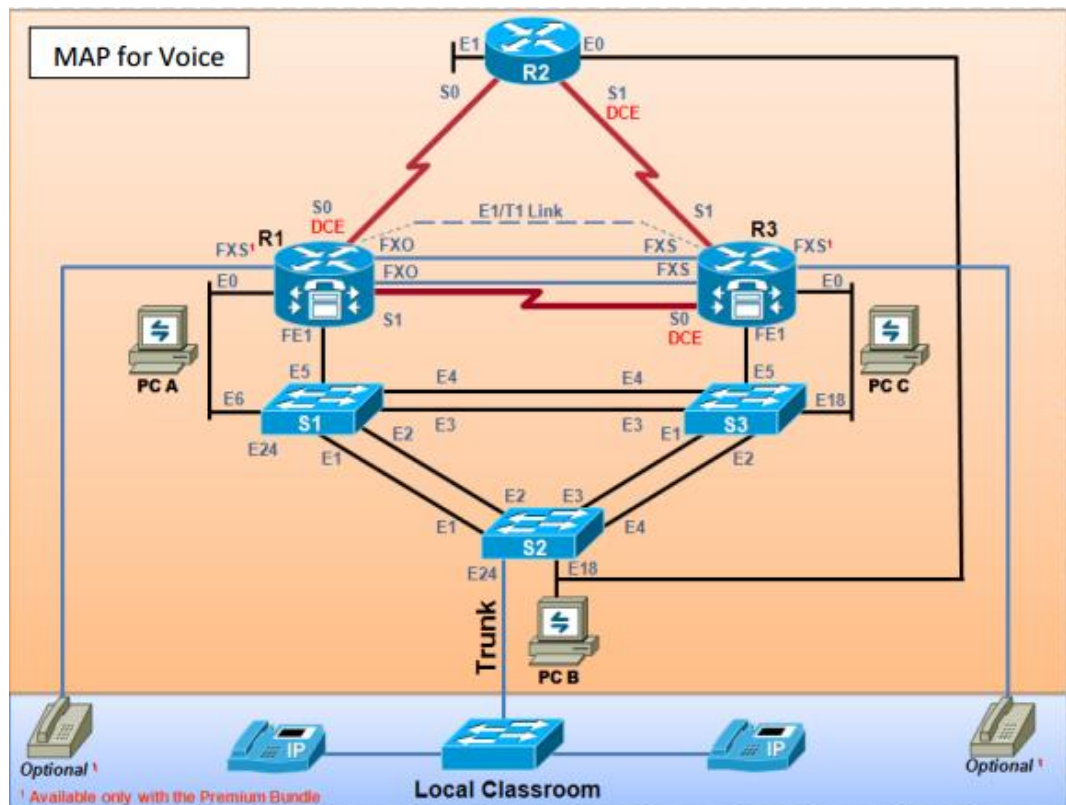 MAP for Voice
E1
E0
R2
S0
S1
DCE
S0
DCE
E1/T1 Link
S1
R1
R3
FXS¹
FXO
FXS
FXS¹
FXO
FXS
E0
E0
S1
S0
DCE
FE1
FE1
PC A
PC C
E5
E4
E4
E5
E6
E18
S1
E3
E3
S3
E24
E2
E1
E1
E2
E2
E3
E1
E4
S2
E24
E18
Trunk
PC B
IP
IP
Optional ¹
Optional ¹
Local Classroom
¹ Available only with the Premium Bundle